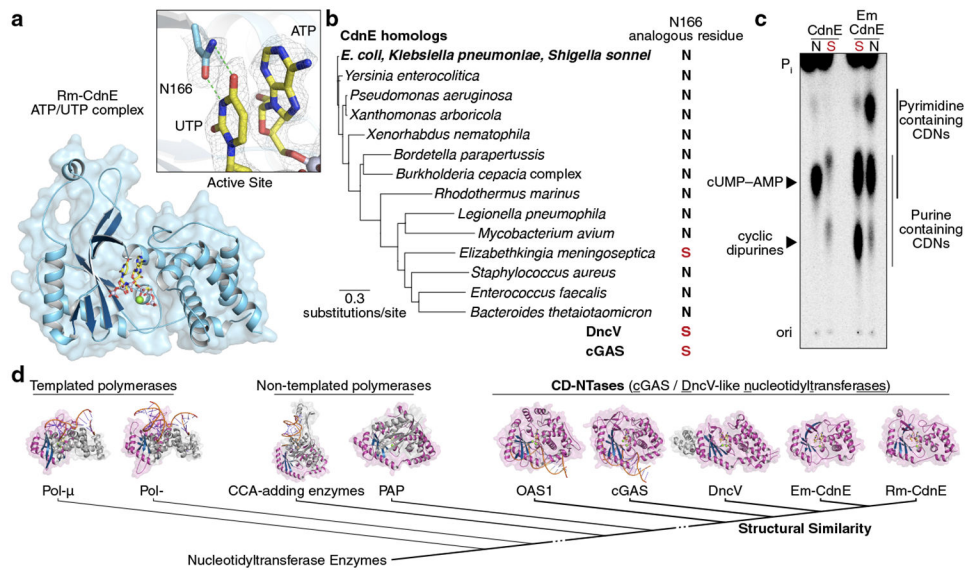 a
Rm-CdnE
ATP/UTP complex
ATP
N166
UTP
Active Site
b
CdnE homologs
N166
analogous residue
E. coli, Klebsiella pneumoniae, Shigella sonnel N
Yersinia enterocolitica N
Pseudomonas aeruginosa N
Xanthomonas arboricola N
Xenorhabdus nematophila N
Bordetella parapertussis N
Burkholderia cepacia complex N
Rhodothermus marinus N
Legionella pneumophila N
Mycobacterium avium N
Elizabethkingia meningoseptica S
Staphylococcus aureus N
Enterococcus faecalis N
Bacteroides thetaiotaomicron N
DncV S
cGAS S
0.3
substitutions/site
c
Em
CdnE CdnE
N S S N
Pi
Pyrimidine
containing
CDNs
cUMP–AMP
Purine
containing
CDNs
cyclic
dipurines
ori
d
Templated polymerases
Non-templated polymerases
CD-NTases (cGAS / DncV-like nucleotidyltransferases)
Pol-μ
Pol-
CCA-adding enzymes
PAP
OAS1
cGAS
DncV
Em-CdnE
Rm-CdnE
Structural Similarity
Nucleotidyltransferase Enzymes